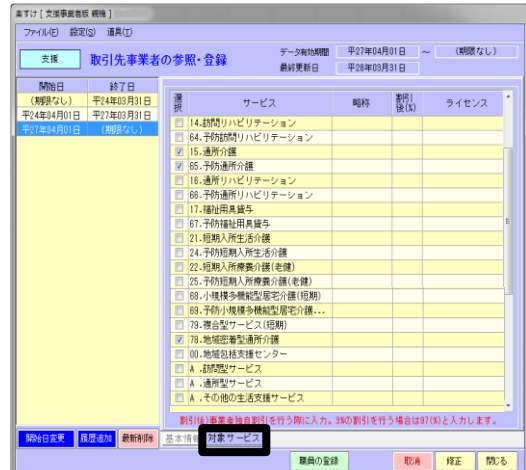 楽すけ [ 支援事業者版 親機 ]
ファイル(F) 設定(S) 道具(T)
支援 取引先事業者の参照・登録
データ有効期間 平成27年04月01日 ～ (期限なし)
最終更新日 平成28年03月31日
開始日 終了日
(期限なし) 平成24年03月31日
平成24年04月01日 平成27年03月31日
平成27年04月01日 (期限なし)
選択 サービス 略称 割引後(%) ライセンス
14.訪問リハビリテーション
64.予防訪問リハビリテーション
15.通所介護
65.予防通所介護
16.通所リハビリテーション
66.予防通所リハビリテーション
17.福祉用具貸与
67.予防福祉用具貸与
21.短期入所生活介護
24.予防短期入所生活介護
22.短期入所療養介護(老健)
25.予防短期入所療養介護(老健)
68.小規模多機能型居宅介護(短期)
69.予防小規模多機能型居宅介護...
79.複合型サービス(短期)
78.地域密着型通所介護
00.地域包括支援センター
A .訪問型サービス
A .通所型サービス
A .その他の生活支援サービス
割引(後)事業者独自割引を行う際に入力。3%の割引を行う場合は97(%)と入力します。
開始日変更 履歴追加 最新削除 基本情報 対象サービス
職員の登録 取消 修正 閉じる